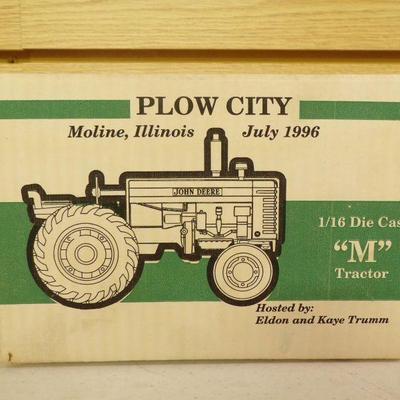 PLOW CITY
Moline, Illinois July 1996
JOHN DEERE
1/16 Die Cas
"M"
Tractor
Hosted by:
Eldon and Kaye Trumm